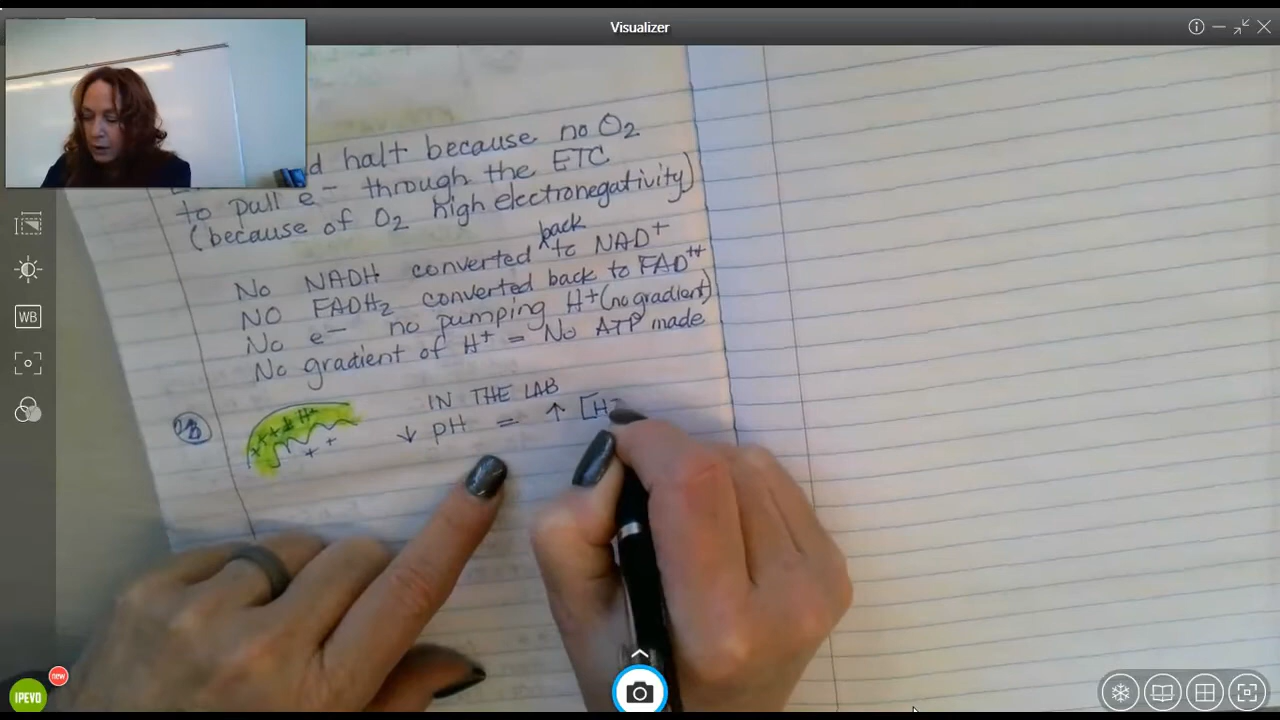 Visualizer
d halt because no O2
to pull e- through the ETC
(because of O2 high electronegativity)
back
No NADH converted to NAD+
NO FADH2 converted back to FAD++
No e- no pumping H+(no gradient)
No gradient of H+ = No ATP made
IN THE LAB
↓ pH = ↑ [H
+ + + H+
+ +
WB
new
IPEVO